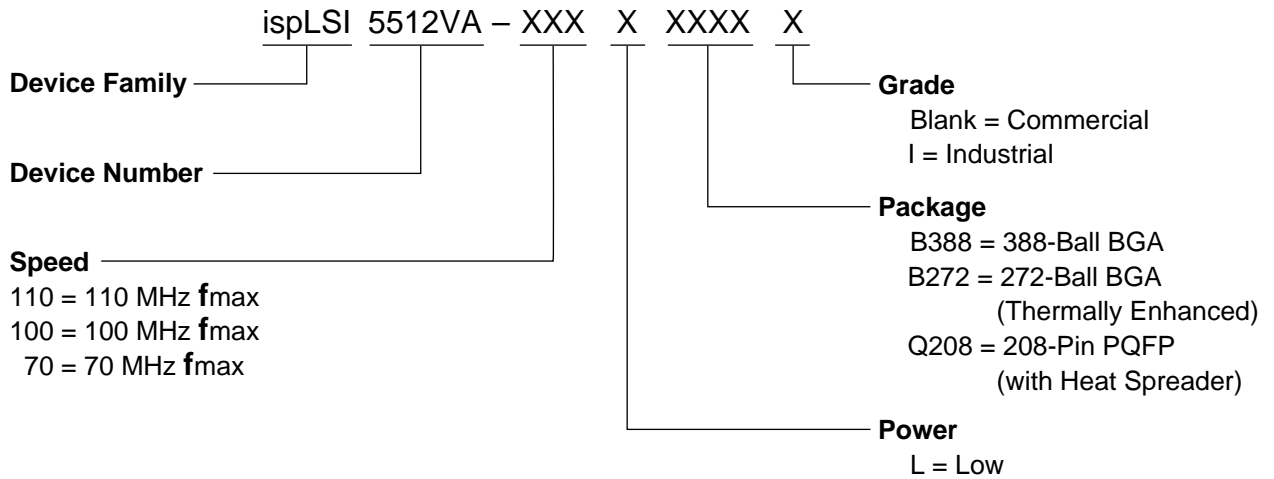 ispLSI 5512VA – XXX X XXXX X
Device Family
Device Number
Speed
110 = 110 MHz fmax
100 = 100 MHz fmax
70 = 70 MHz fmax
Grade
Blank = Commercial
I = Industrial
Package
B388 = 388-Ball BGA
B272 = 272-Ball BGA
(Thermally Enhanced)
Q208 = 208-Pin PQFP
(with Heat Spreader)
Power
L = Low